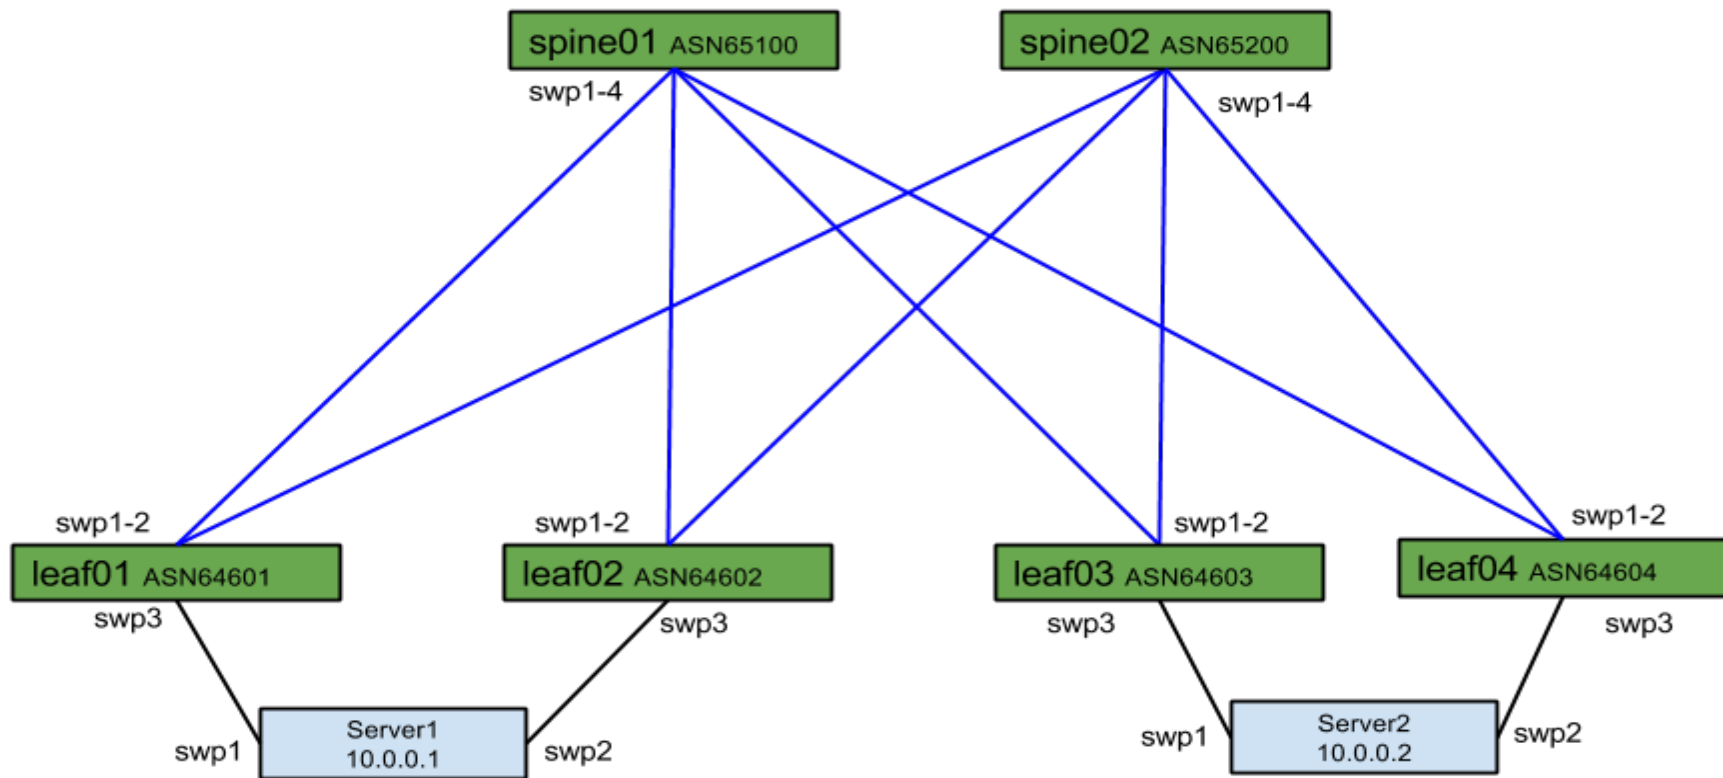 spine01 ASN65100
spine02 ASN65200
swp1-4
swp1-4
swp1-2
swp1-2
swp1-2
swp1-2
leaf01 ASN64601
leaf02 ASN64602
leaf03 ASN64603
leaf04 ASN64604
swp3
swp3
swp3
swp3
Server1
10.0.0.1
swp1
swp2
Server2
10.0.0.2
swp1
swp2